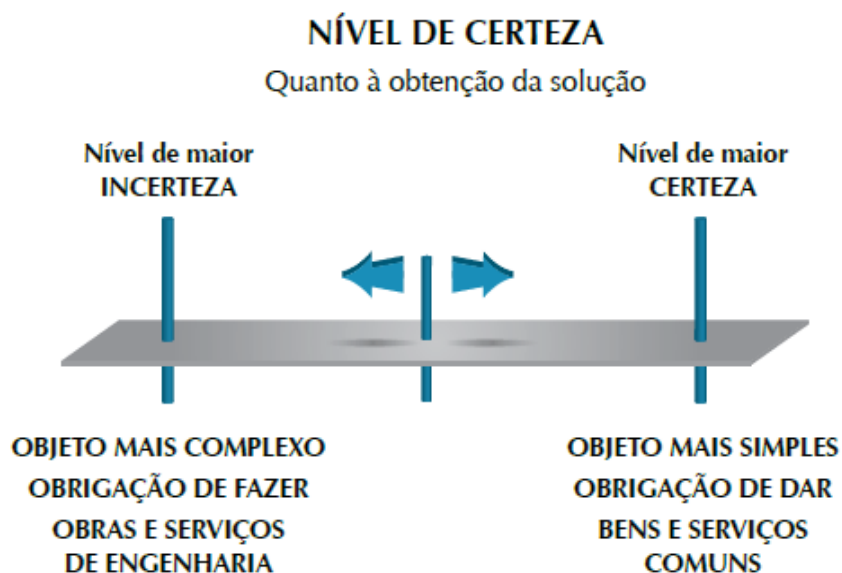 NÍVEL DE CERTEZA
Quanto à obtenção da solução
Nível de maior
INCERTEZA
Nível de maior
CERTEZA
OBJETO MAIS COMPLEXO
OBRIGAÇÃO DE FAZER
OBRAS E SERVIÇOS
DE ENGENHARIA
OBJETO MAIS SIMPLES
OBRIGAÇÃO DE DAR
BENS E SERVIÇOS
COMUNS